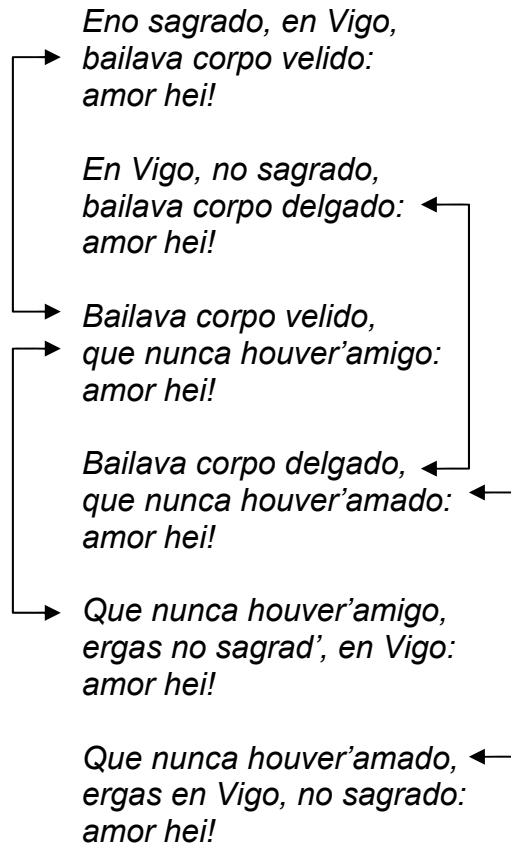 Eno sagrado, en Vigo,
bailava corpo velido:
amor hei!
En Vigo, no sagrado,
bailava corpo delgado:
amor hei!
Bailava corpo velido,
que nunca houver’amigo:
amor hei!
Bailava corpo delgado,
que nunca houver’amado:
amor hei!
Que nunca houver’amigo,
ergas no sagrad’, en Vigo:
amor hei!
Que nunca houver’amado,
ergas en Vigo, no sagrado:
amor hei!